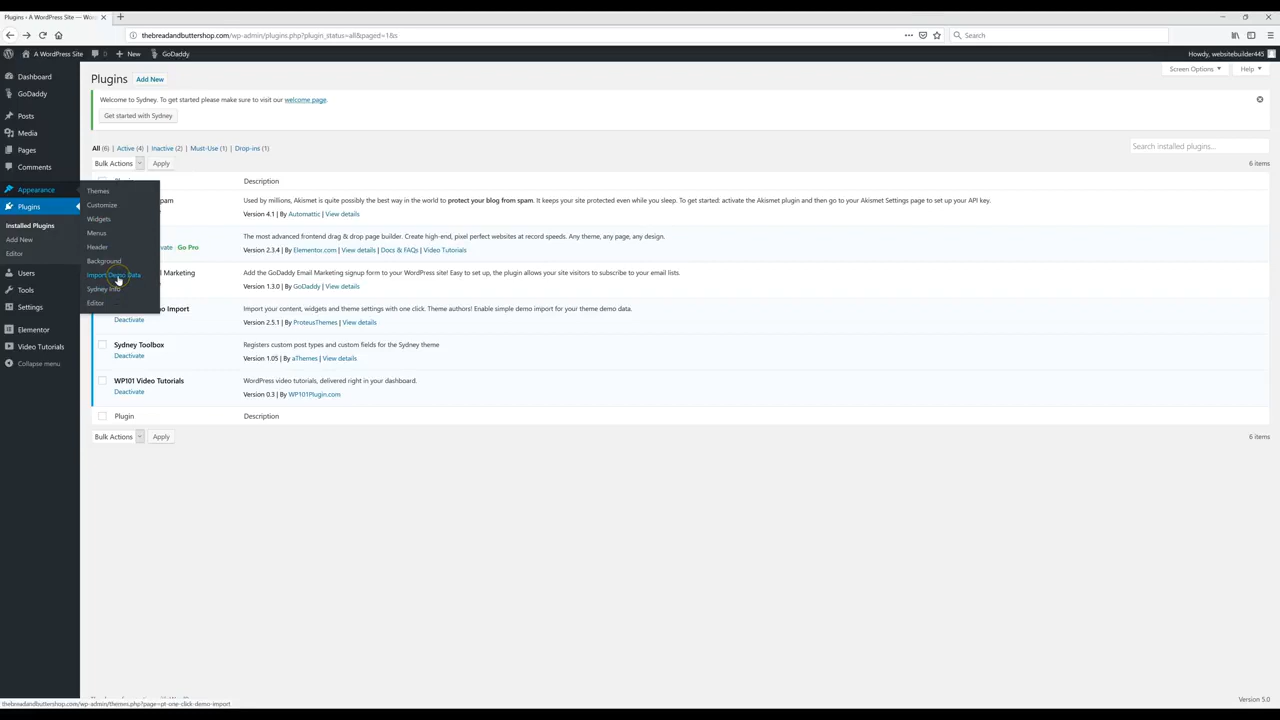 Plugins ‹ A WordPress Site — Wor
thebreadandbuttershop.com/wp-admin/plugins.php?plugin_status=all&paged=1&s
Search
A WordPress Site
0
New
GoDaddy
Howdy, websitebuilder445
Dashboard
GoDaddy
Posts
Media
Pages
Comments
Appearance
Plugins
Installed Plugins
Add New
Editor
Users
Tools
Settings
Elementor
Video Tutorials
Collapse menu
Themes
Customize
Widgets
Menus
Header
Background
Import Demo Data
Sydney Info
Editor
Plugins Add New
Screen Options
Help
Welcome to Sydney. To get started please make sure to visit our welcome page.
Get started with Sydney
All (6) | Active (4) | Inactive (2) | Must-Use (1) | Drop-ins (1)
Search installed plugins...
Bulk Actions
Apply
6 items
Description
Used by millions, Akismet is quite possibly the best way in the world to protect your blog from spam. It keeps your site protected even while you sleep. To get started: activate the Akismet plugin and then go to your Akismet Settings page to set up your API key.
Version 4.1 | By Automattic | View details
The most advanced frontend drag & drop page builder. Create high-end, pixel perfect websites at record speeds. Any theme, any page, any design.
Go Pro
Version 2.3.4 | By Elementor.com | View details | Docs & FAQs | Video Tutorials
Marketing
Add the GoDaddy Email Marketing signup form to your WordPress site! Easy to set up, the plugin allows your site visitors to subscribe to your email lists.
Version 1.3.0 | By GoDaddy | View details
Import
Import your content, widgets and theme settings with one click. Theme authors! Enable simple demo import for your theme demo data.
Deactivate
Version 2.5.1 | By ProteusThemes | View details
Sydney Toolbox
Registers custom post types and custom fields for the Sydney theme
Deactivate
Version 1.05 | By aThemes | View details
WP101 Video Tutorials
WordPress video tutorials, delivered right in your dashboard.
Deactivate
Version 0.3 | By WP101Plugin.com
Plugin
Description
Bulk Actions
Apply
6 items
thebreadandbuttershop.com/wp-admin/themes.php?page=pt-one-click-demo-import
Version 5.0